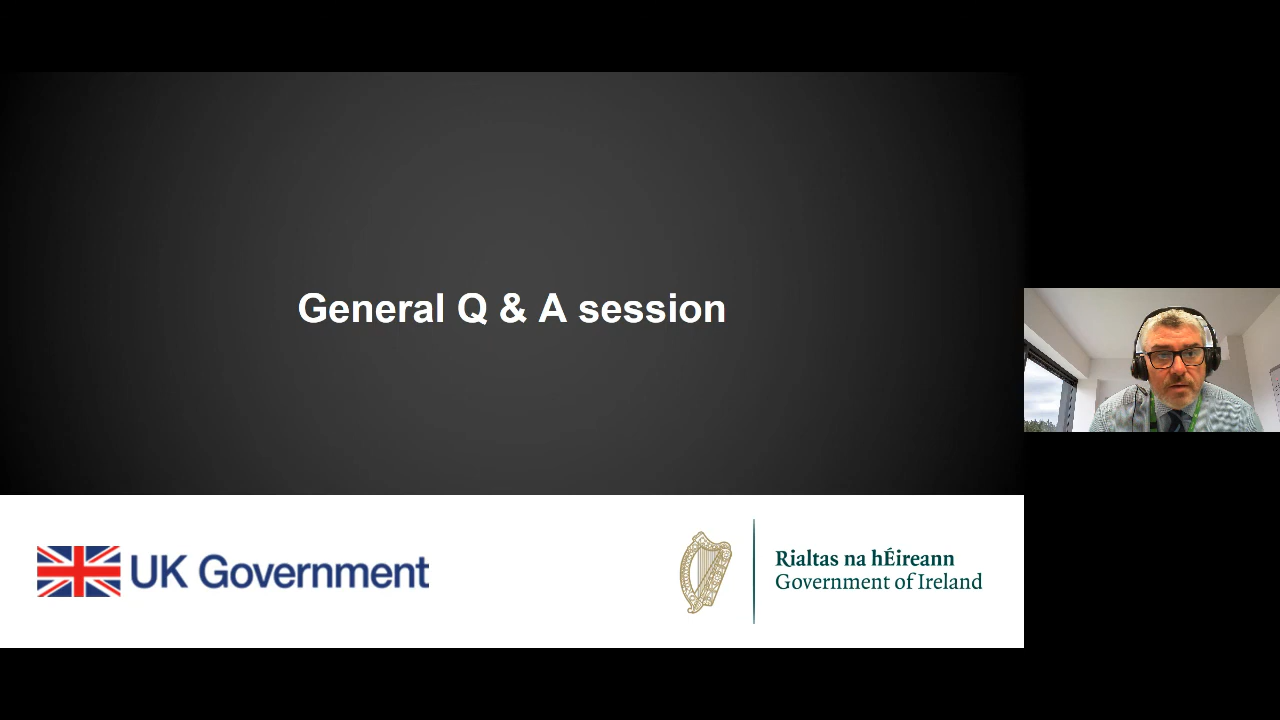 General Q & A session
UK Government
Rialtas na hÉireann
Government of Ireland